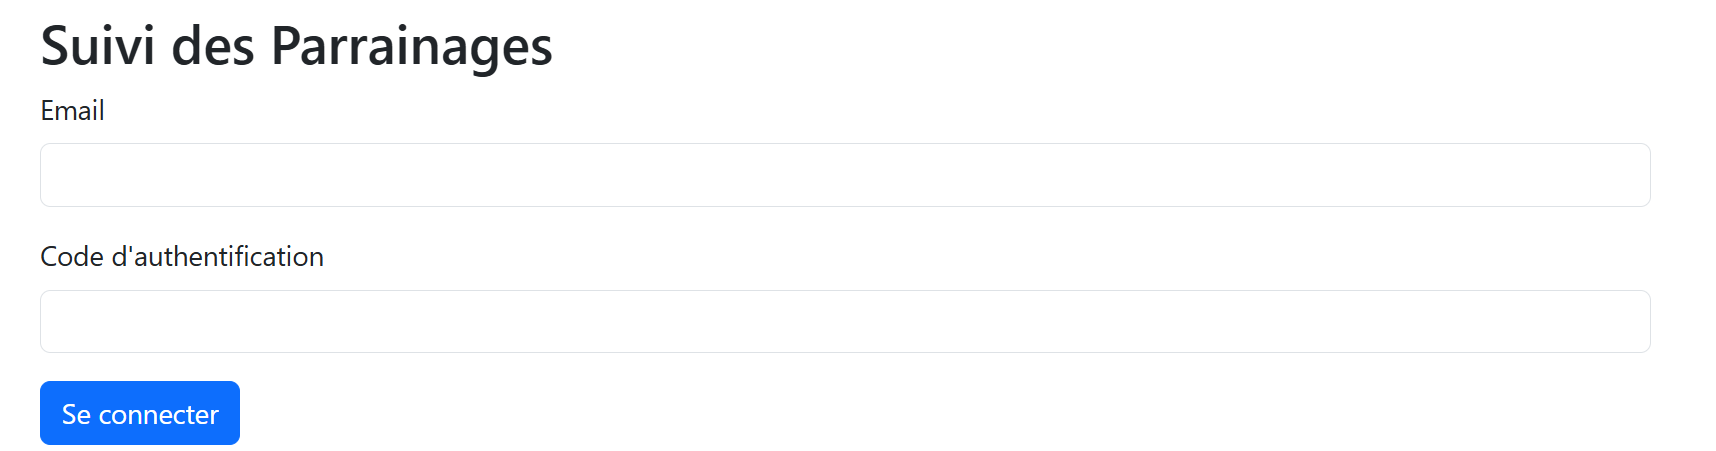 Suivi des Parrainages
Email
Code d'authentification
Se connecter